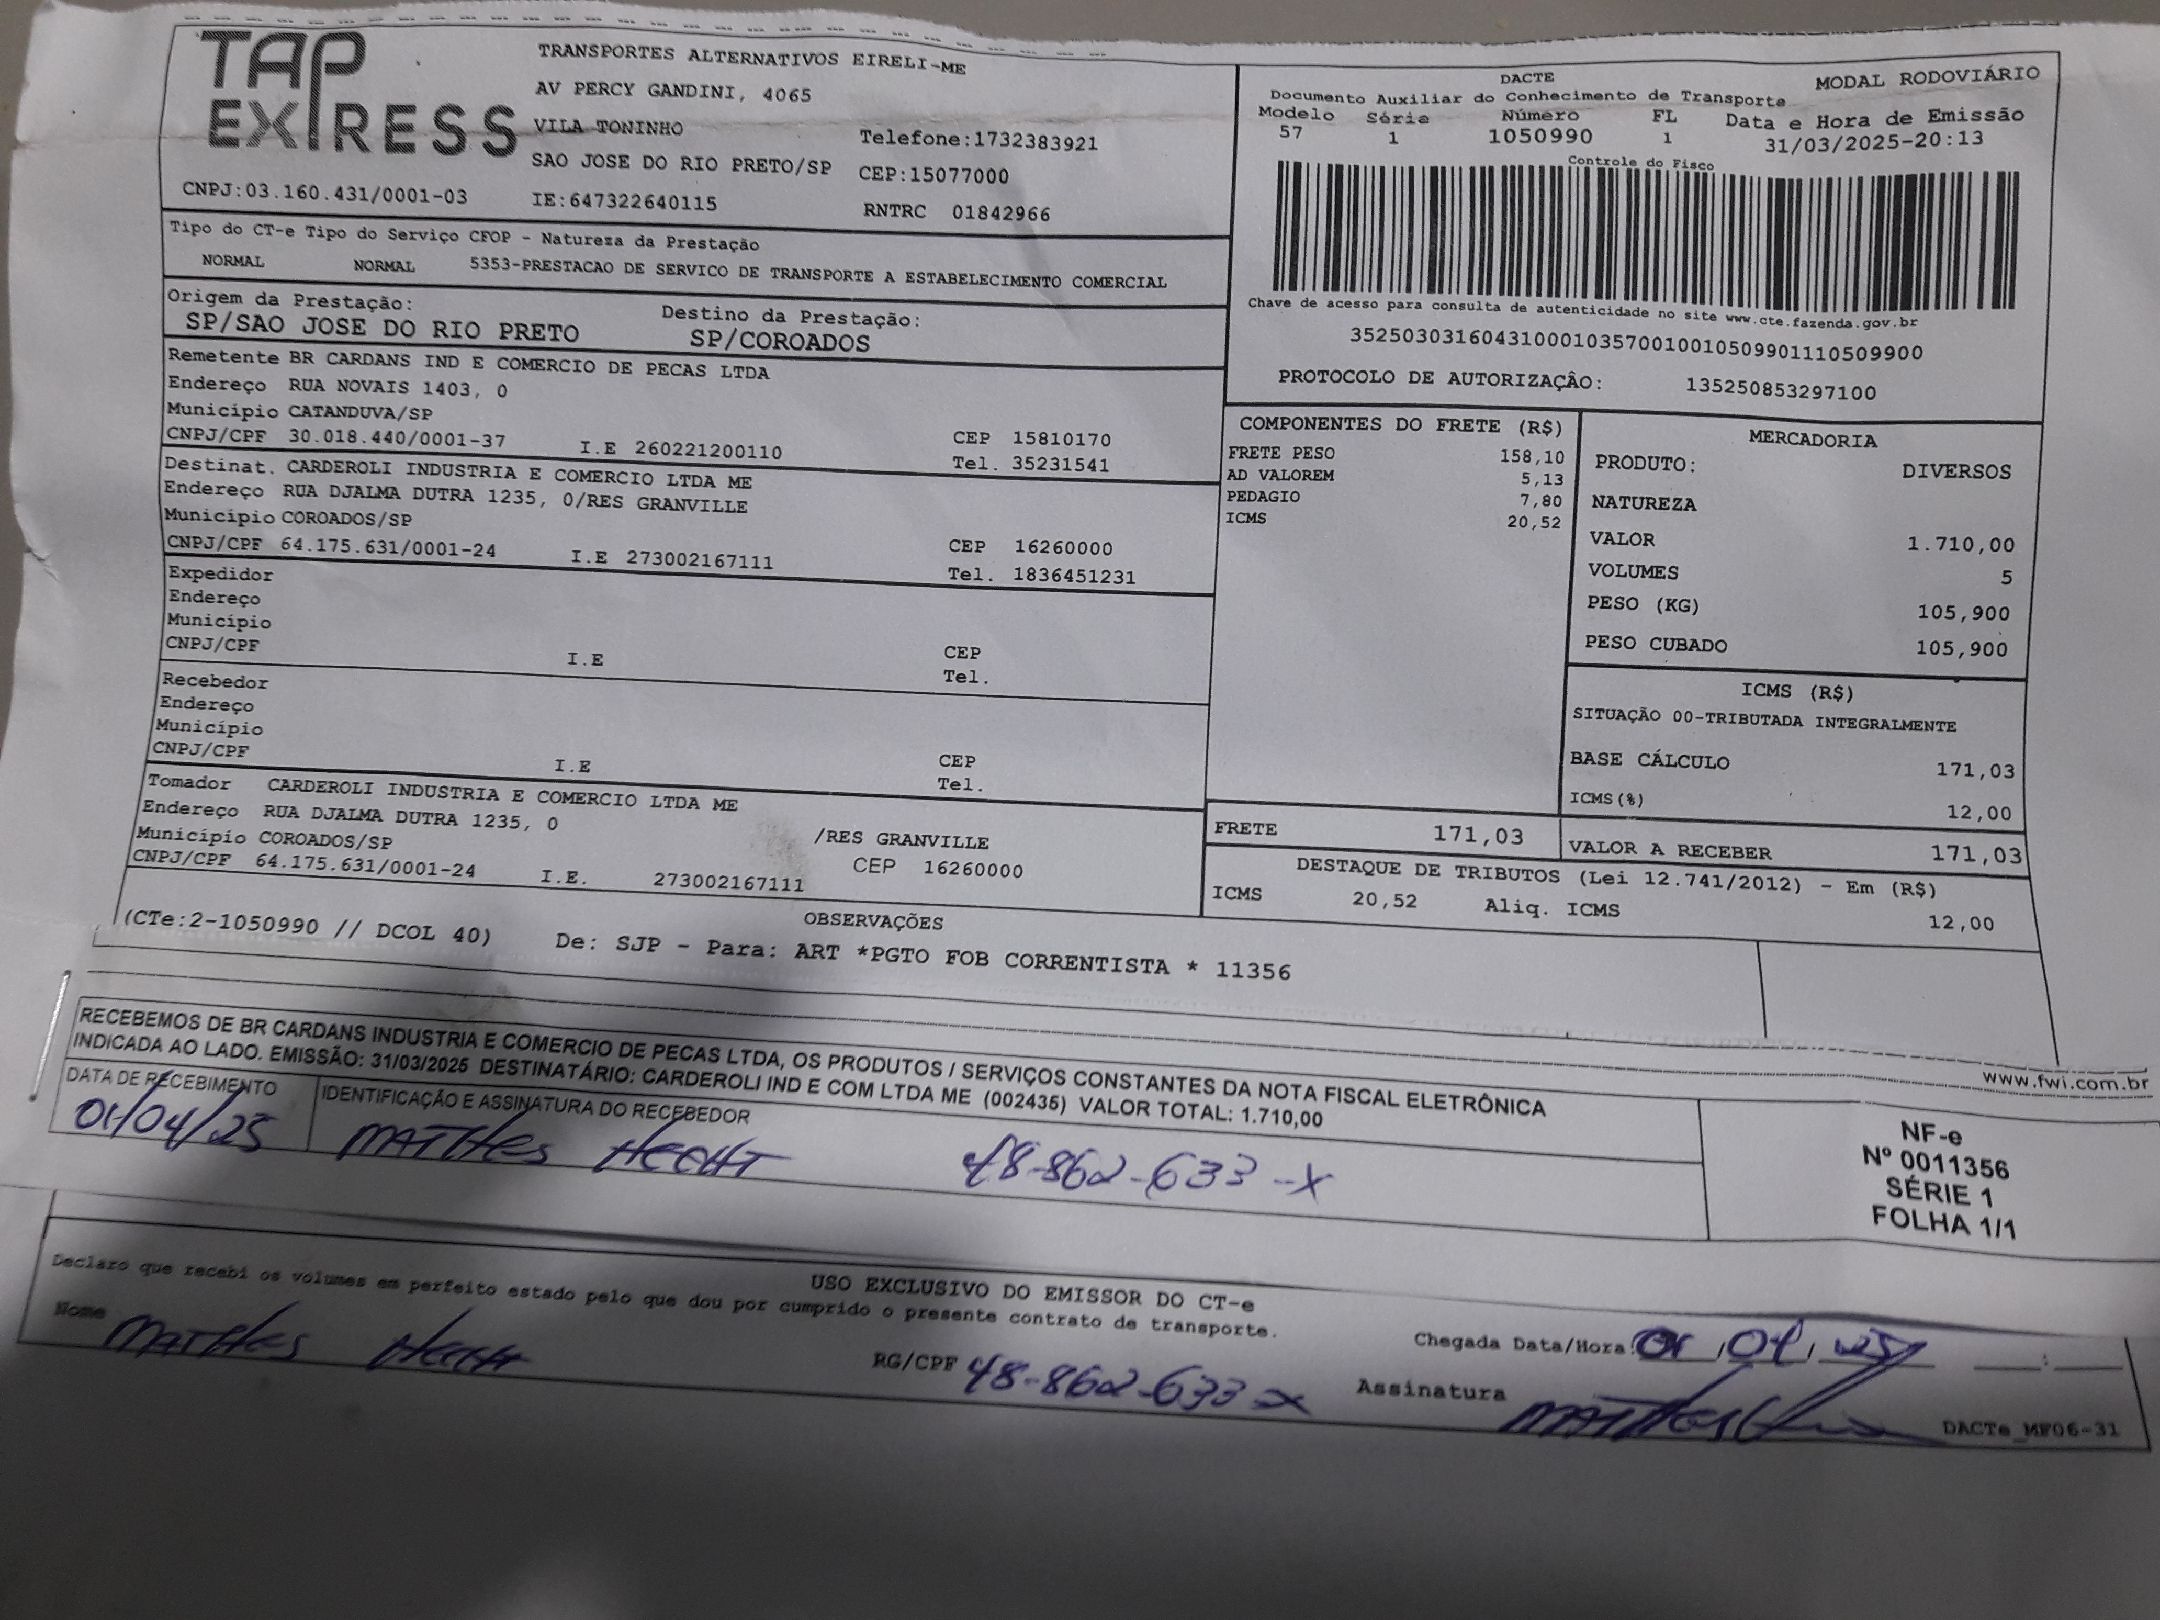 TAP EXPRESS
TRANSPORTES ALTERNATIVOS EIRELI-ME
AV PERCY GANDINI, 4065
VILA TONINHO Telefone:1732383921
SAO JOSE DO RIO PRETO/SP CEP:15077000
CNPJ:03.160.431/0001-03 IE:647322640115 RNTRC 01842966
DACTE MODAL RODOVIÁRIO
Documento Auxiliar do Conhecimento de Transporte
Modelo Série Número FL Data e Hora de Emissão
57 1 1050990 1 31/03/2025-20:13
Controle do Fisco
Chave de acesso para consulta de autenticidade no site www.cte.fazenda.gov.br
35250303160431000103570010010509901110509900
PROTOCOLO DE AUTORIZAÇÂO: 135250853297100
Tipo do CT-e Tipo do Serviço CFOP - Natureza da Prestação
NORMAL NORMAL 5353-PRESTACAO DE SERVICO DE TRANSPORTE A ESTABELECIMENTO COMERCIAL
Origem da Prestação: Destino da Prestação:
SP/SAO JOSE DO RIO PRETO SP/COROADOS
Remetente BR CARDANS IND E COMERCIO DE PECAS LTDA
Endereço RUA NOVAIS 1403, 0
Município CATANDUVA/SP CEP 15810170
CNPJ/CPF 30.018.440/0001-37 I.E 260221200110 Tel. 35231541
Destinat. CARDEROLI INDUSTRIA E COMERCIO LTDA ME
Endereço RUA DJALMA DUTRA 1235, 0/RES GRANVILLE
Município COROADOS/SP CEP 16260000
CNPJ/CPF 64.175.631/0001-24 I.E 273002167111 Tel. 1836451231
Expedidor
Endereço
Município CEP
CNPJ/CPF I.E Tel.
Recebedor
Endereço
Município CEP
CNPJ/CPF I.E Tel.
Tomador CARDEROLI INDUSTRIA E COMERCIO LTDA ME
Endereço RUA DJALMA DUTRA 1235, 0 /RES GRANVILLE
Município COROADOS/SP CEP 16260000
CNPJ/CPF 64.175.631/0001-24 I.E. 273002167111
COMPONENTES DO FRETE (R$)
FRETE PESO 158,10
AD VALOREM 5,13
PEDAGIO 7,80
ICMS 20,52
MERCADORIA
PRODUTO: DIVERSOS
NATUREZA
VALOR 1.710,00
VOLUMES 5
PESO (KG) 105,900
PESO CUBADO 105,900
ICMS (R$)
SITUAÇÃO 00-TRIBUTADA INTEGRALMENTE
BASE CÁLCULO 171,03
ICMS(%) 12,00
FRETE 171,03 VALOR A RECEBER 171,03
DESTAQUE DE TRIBUTOS (Lei 12.741/2012) - Em (R$)
ICMS 20,52 Aliq. ICMS 12,00
OBSERVAÇÕES
(CTe:2-1050990 // DCOL 40) De: SJP - Para: ART *PGTO FOB CORRENTISTA * 11356
www.fwi.com.br
RECEBEMOS DE BR CARDANS INDUSTRIA E COMERCIO DE PECAS LTDA, OS PRODUTOS / SERVIÇOS CONSTANTES DA NOTA FISCAL ELETRÔNICA
INDICADA AO LADO. EMISSÃO: 31/03/2025 DESTINATÁRIO: CARDEROLI IND E COM LTDA ME (002435) VALOR TOTAL: 1.710,00
DATA DE RECEBIMENTO IDENTIFICAÇÃO E ASSINATURA DO RECEBEDOR
01/04/25 MATHES HECHT 48-862-633-X
NF-e
Nº 0011356
SÉRIE 1
FOLHA 1/1
USO EXCLUSIVO DO EMISSOR DO CT-e
Declaro que recebi os volumes em perfeito estado pelo que dou por cumprido o presente contrato de transporte.
Nome MATHES HECHT RG/CPF 48-862-633-X Chegada Data/Hora: 01/04/25 :
Assinatura MATHES
DACTe_MF06-31